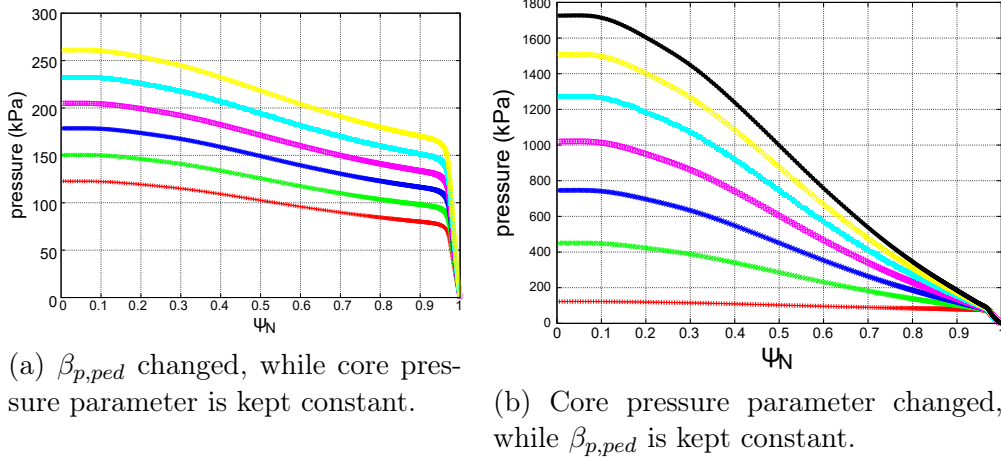 300
250
200
150
100
50
0
pressure (kPa)
0 0.1 0.2 0.3 0.4 0.5 0.6 0.7 0.8 0.9 1
Ψ_N
(a) β_{p,ped} changed, while core pres-
sure parameter is kept constant.
1800
1600
1400
1200
1000
800
600
400
200
0
pressure (kPa)
0 0.1 0.2 0.3 0.4 0.5 0.6 0.7 0.8 0.9 1
Ψ_N
(b) Core pressure parameter changed,
while β_{p,ped} is kept constant.